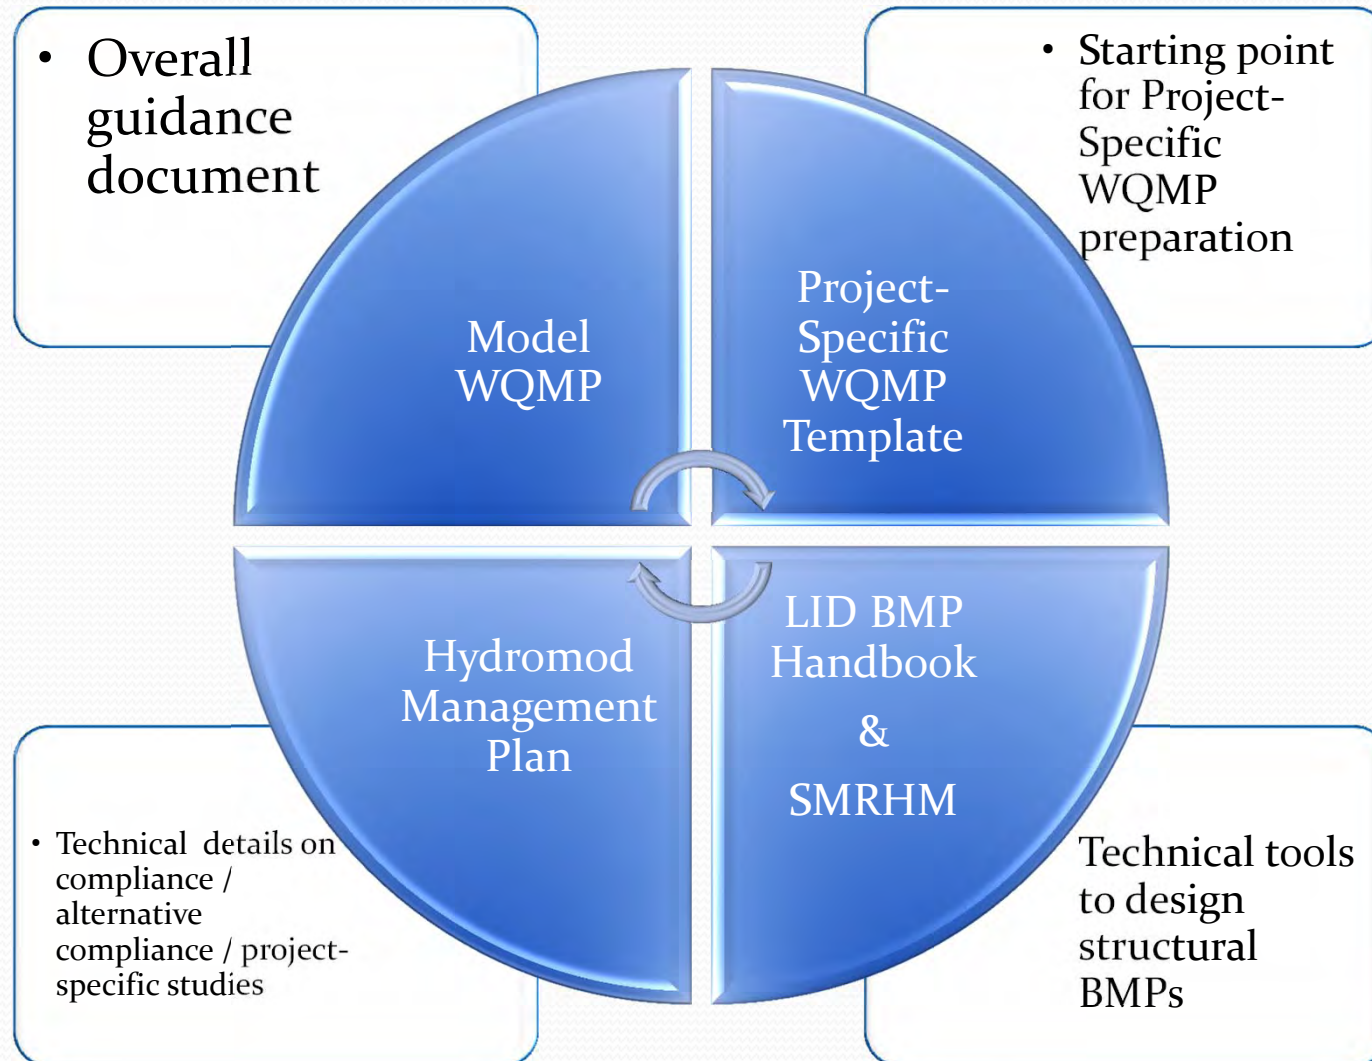 • Overall
guidance
document
• Starting point
for Project-
Specific
WQMP
preparation
Model
WQMP
Project-
Specific
WQMP
Template
Hydromod
Management
Plan
LID BMP
Handbook
&
SMRHM
• Technical details on
compliance /
alternative
compliance / project-
specific studies
Technical tools
to design
structural
BMPs